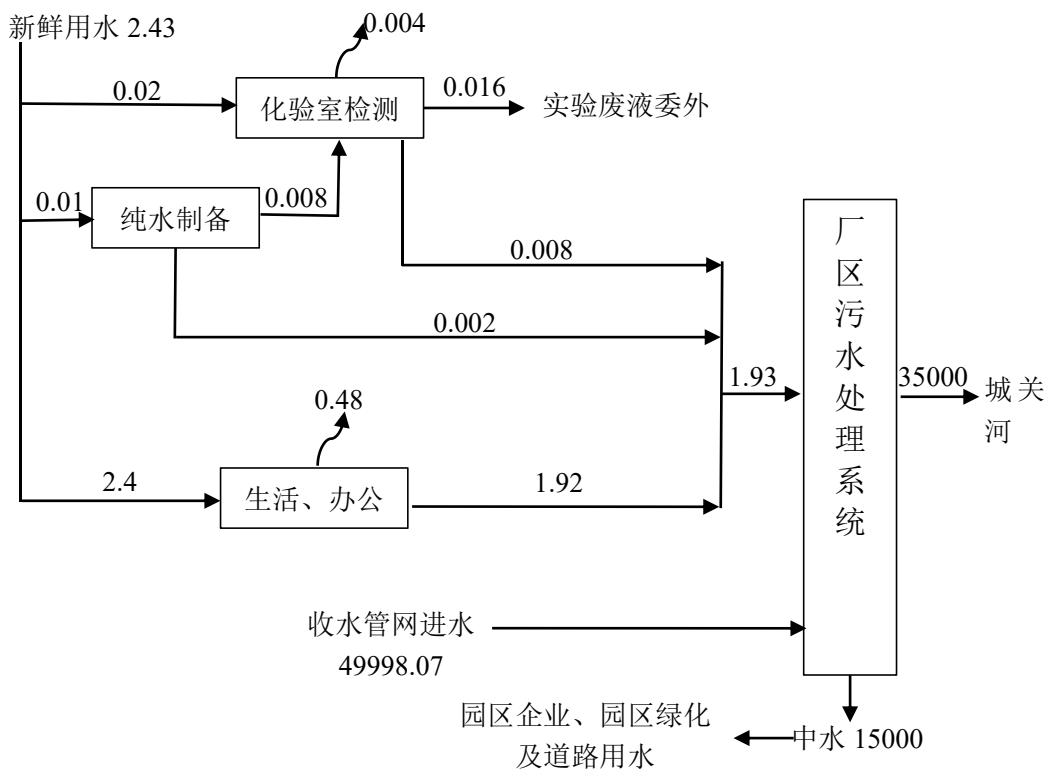 新鲜用水 2.43
0.004
0.02
化验室检测
0.016
实验废液委外
0.01
纯水制备
0.008
0.008
0.002
厂区污水处理系统
1.93
35000
城关
河
0.48
2.4
生活、办公
1.92
收水管网进水
49998.07
园区企业、园区绿化
及道路用水
中水 15000